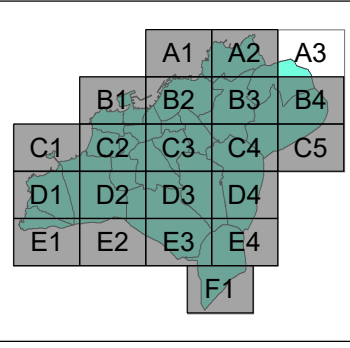 A1 A2 A3
B1 B2 B3 B4
C1 C2 C3 C4 C5
D1 D2 D3 D4
E1 E2 E3 E4
F1